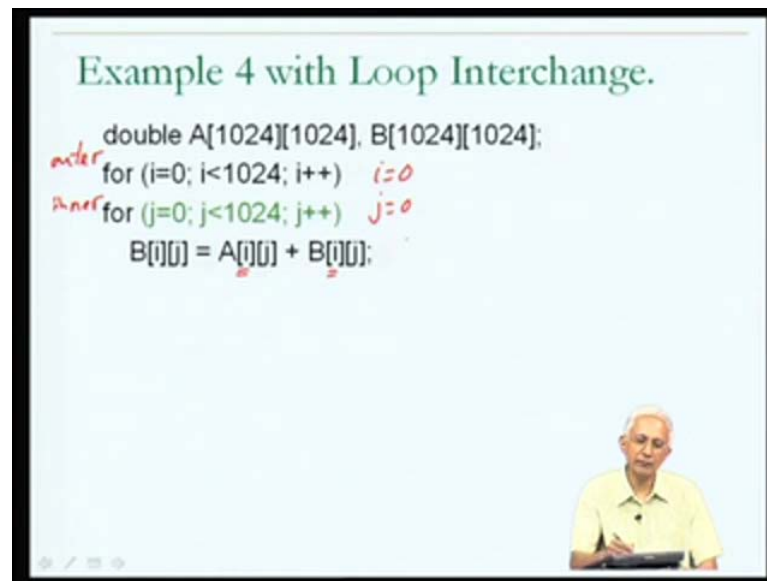 Example 4 with Loop Interchange.
double A[1024][1024], B[1024][1024];
outer for (i=0; i<1024; i++) i=0
inner for (j=0; j<1024; j++) j=0
B[i][j] = A[i][j] + B[i][j];